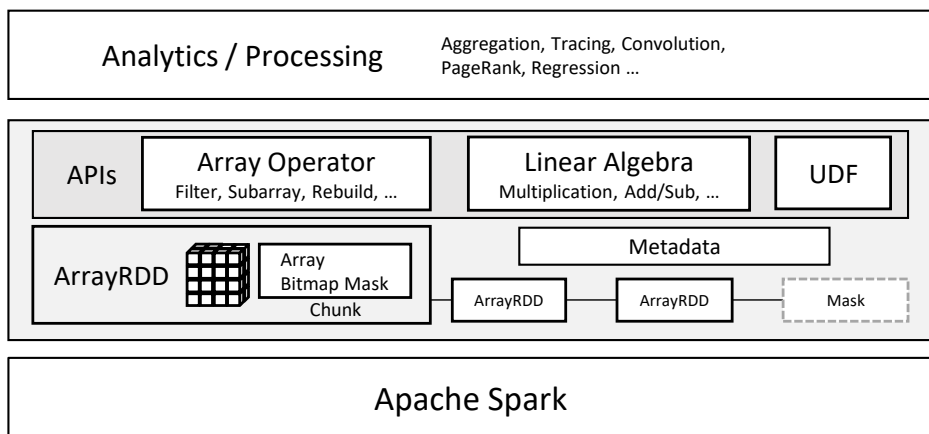 Analytics / Processing
Aggregation, Tracing, Convolution,
PageRank, Regression ...
APIs
Array Operator
Filter, Subarray, Rebuild, ...
Linear Algebra
Multiplication, Add/Sub, ...
UDF
ArrayRDD
Array
Bitmap Mask
Chunk
Metadata
ArrayRDD
ArrayRDD
Mask
Apache Spark